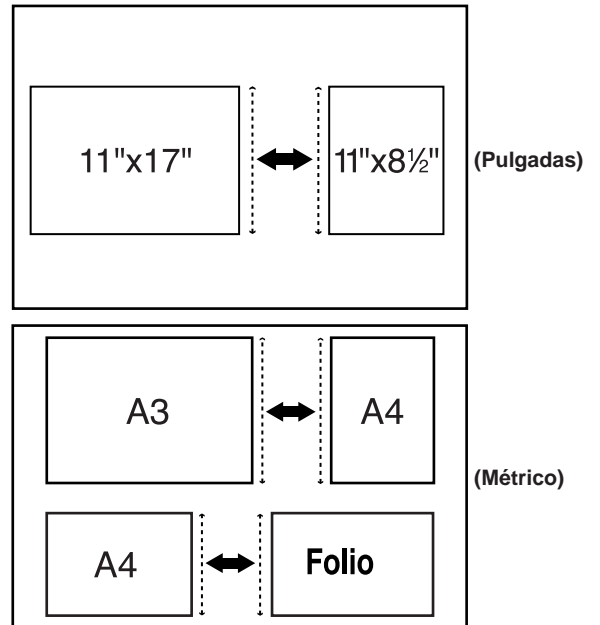 11"x17"
11"x8½"
(Pulgadas)
A3
A4
(Métrico)
A4
Folio